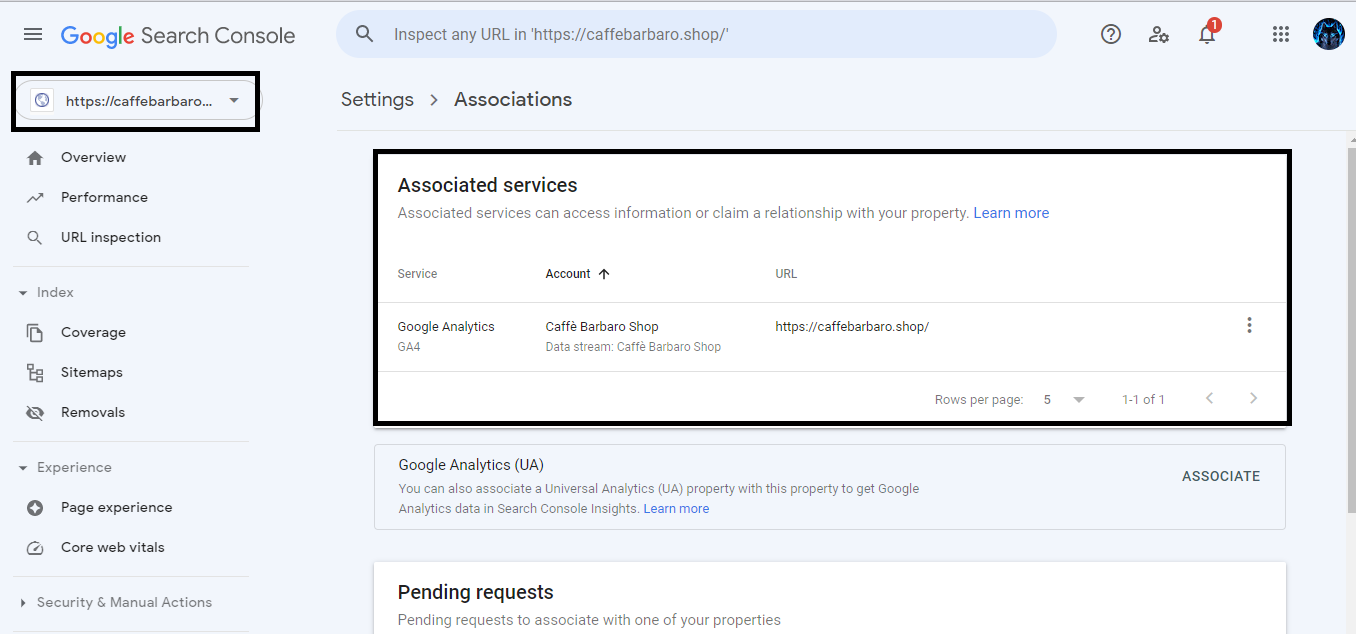 Google Search Console
Inspect any URL in 'https://caffebarbaro.shop/'
1
https://caffebarbaro...
Settings > Associations
Overview
Performance
URL inspection
Index
Coverage
Sitemaps
Removals
Experience
Page experience
Core web vitals
Security & Manual Actions
Associated services
Associated services can access information or claim a relationship with your property. Learn more
Service Account URL
Google Analytics Caffè Barbaro Shop https://caffebarbaro.shop/
GA4 Data stream: Caffè Barbaro Shop
Rows per page: 5 1-1 of 1
Google Analytics (UA)
You can also associate a Universal Analytics (UA) property with this property to get Google
Analytics data in Search Console Insights. Learn more
ASSOCIATE
Pending requests
Pending requests to associate with one of your properties